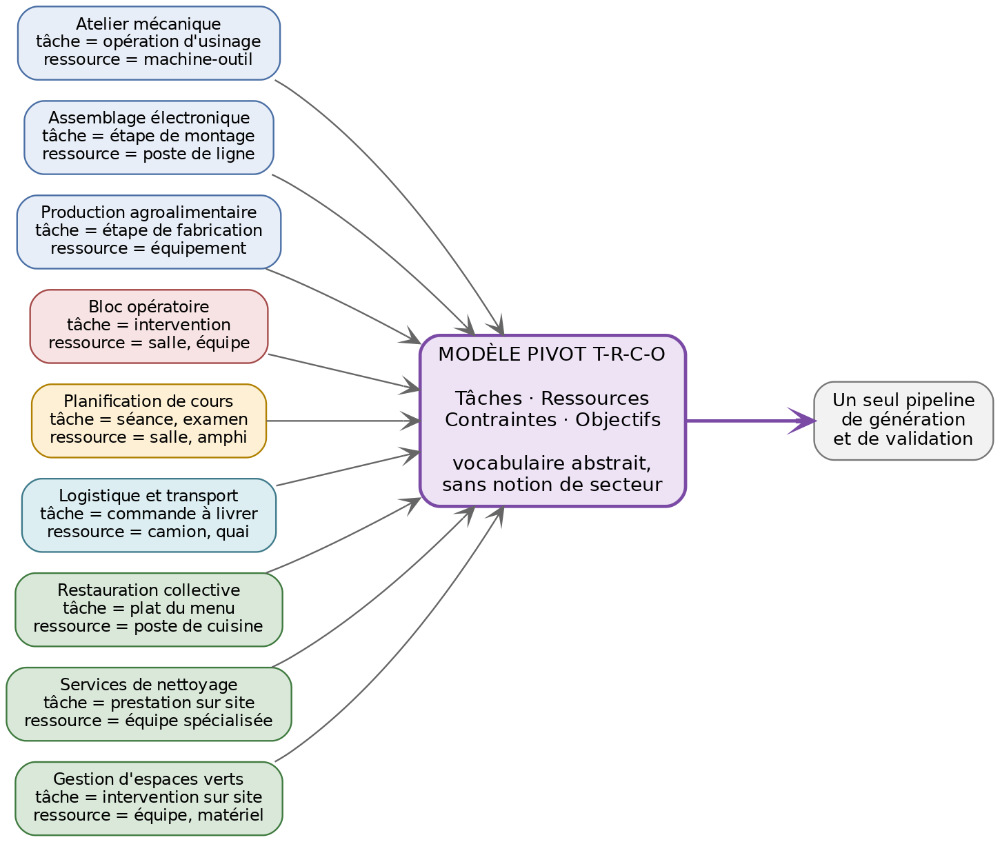 Atelier mécanique
tâche = opération d'usinage
ressource = machine-outil
Assemblage électronique
tâche = étape de montage
ressource = poste de ligne
Production agroalimentaire
tâche = étape de fabrication
ressource = équipement
Bloc opératoire
tâche = intervention
ressource = salle, équipe
Planification de cours
tâche = séance, examen
ressource = salle, amphi
Logistique et transport
tâche = commande à livrer
ressource = camion, quai
Restauration collective
tâche = plat du menu
ressource = poste de cuisine
Services de nettoyage
tâche = prestation sur site
ressource = équipe spécialisée
Gestion d'espaces verts
tâche = intervention sur site
ressource = équipe, matériel
MODÈLE PIVOT T-R-C-O
Tâches · Ressources
Contraintes · Objectifs
vocabulaire abstrait,
sans notion de secteur
Un seul pipeline
de génération
et de validation